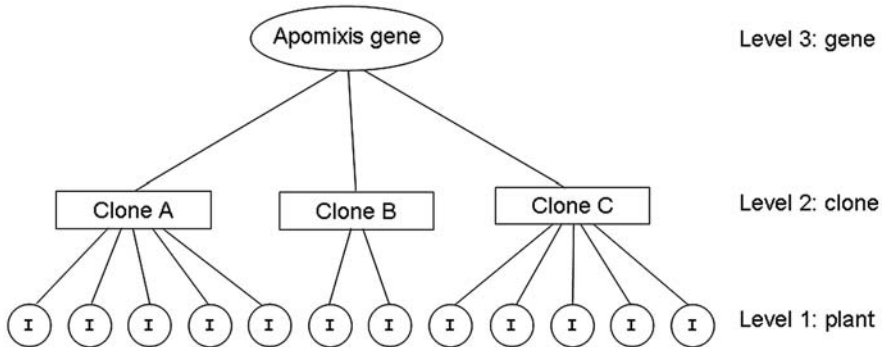 Apomixis gene
Level 3: gene
Clone A
Clone B
Clone C
Level 2: clone
I I I I I I I I I I I I
Level 1: plant